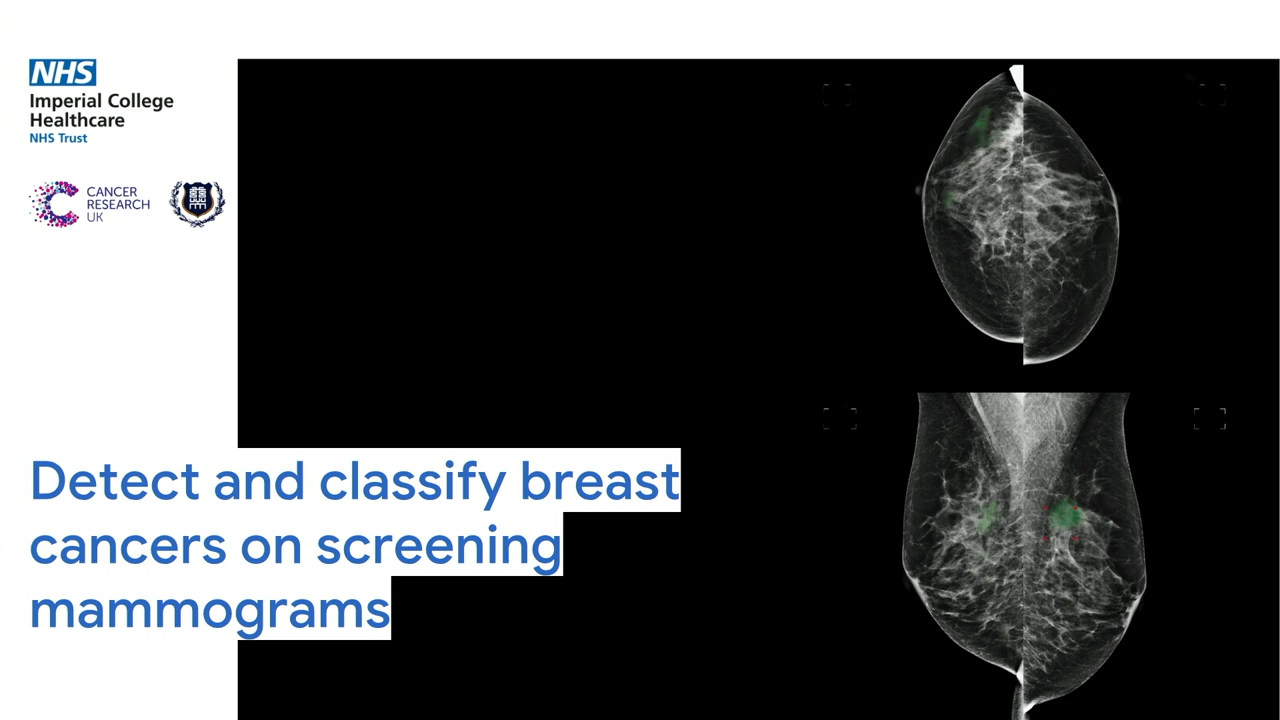 NHS
Imperial College
Healthcare
NHS Trust
CANCER
RESEARCH
UK
Detect and classify breast
cancers on screening
mammograms